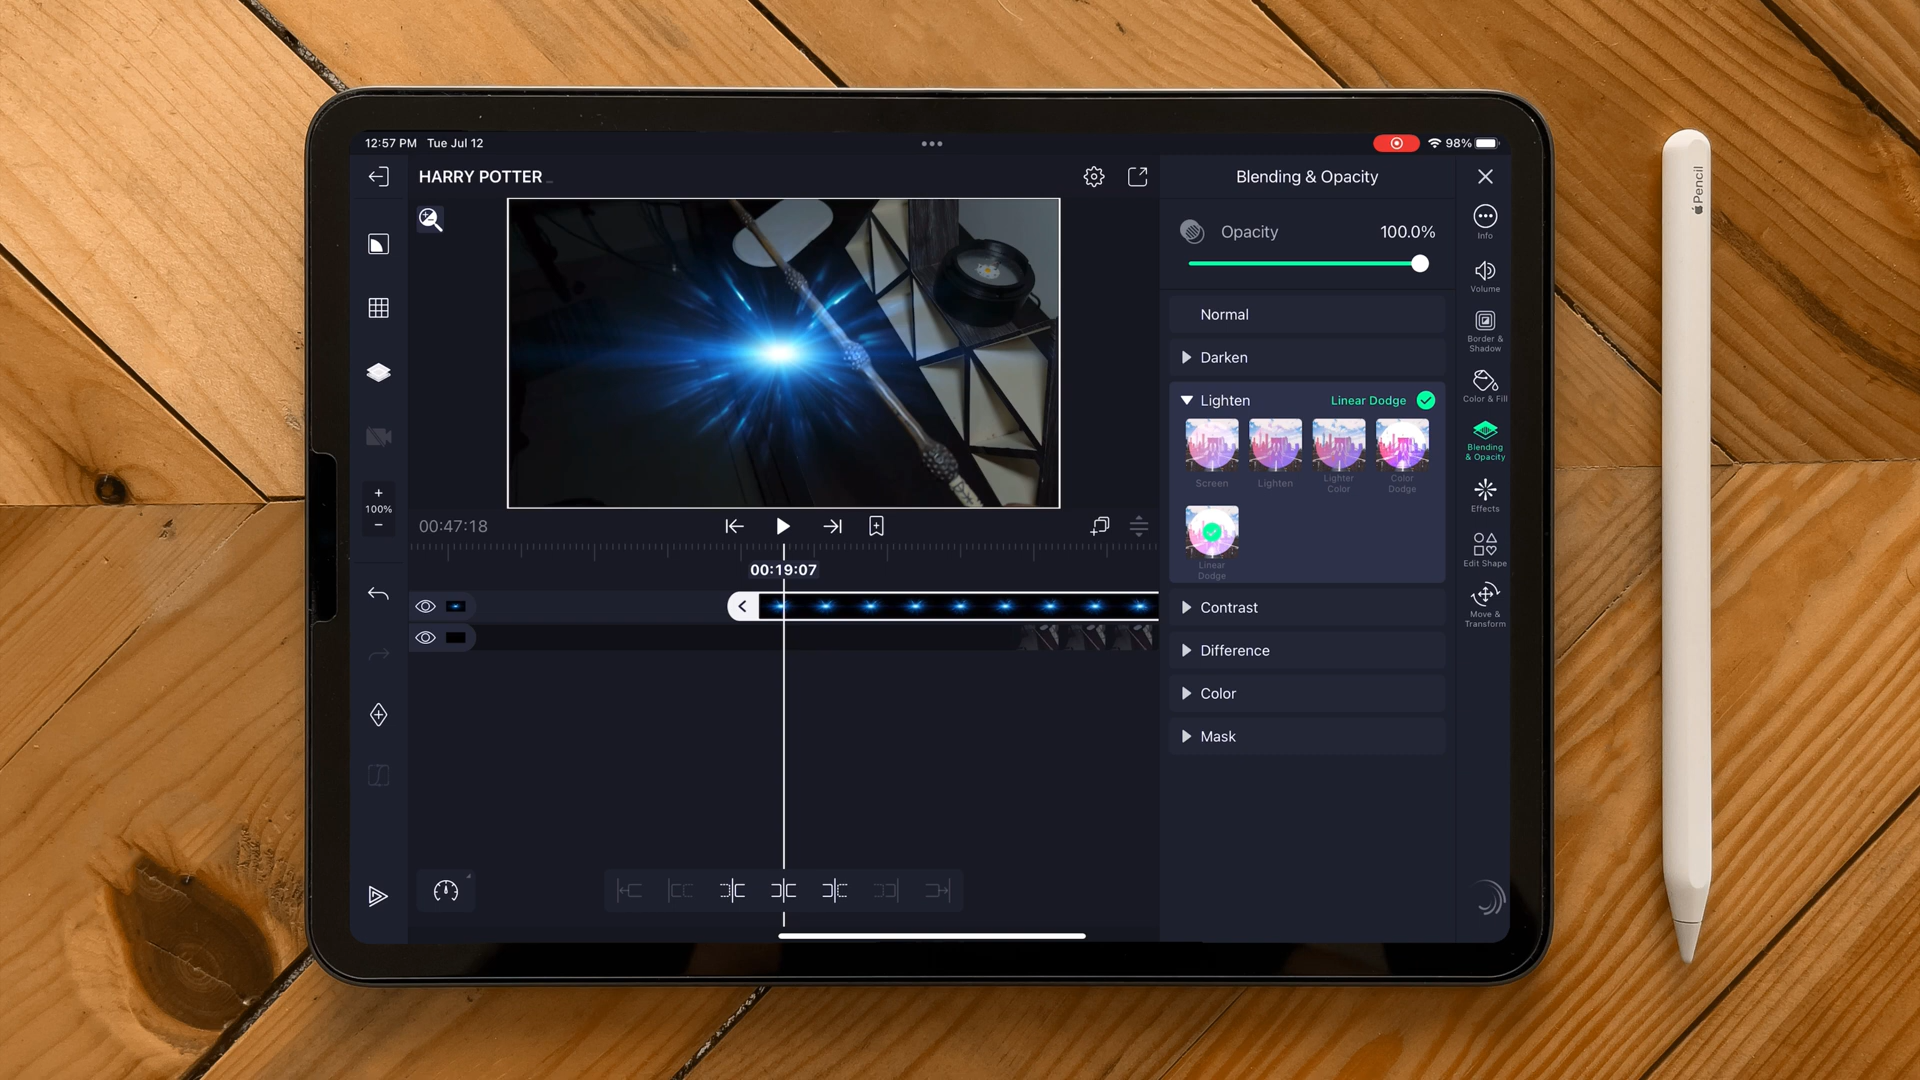 12:57 PM Tue Jul 12
98%
HARRY POTTER
Blending & Opacity
Opacity 100.0%
Info
Volume
Border & Shadow
Color & Fill
Blending & Opacity
Effects
Edit Shape
Move & Transform
Normal
Darken
Lighten Linear Dodge
Screen
Lighten
Lighter Color
Color Dodge
Linear Dodge
Contrast
Difference
Color
Mask
+
100%
−
00:47:18
00:19:07
Pencil